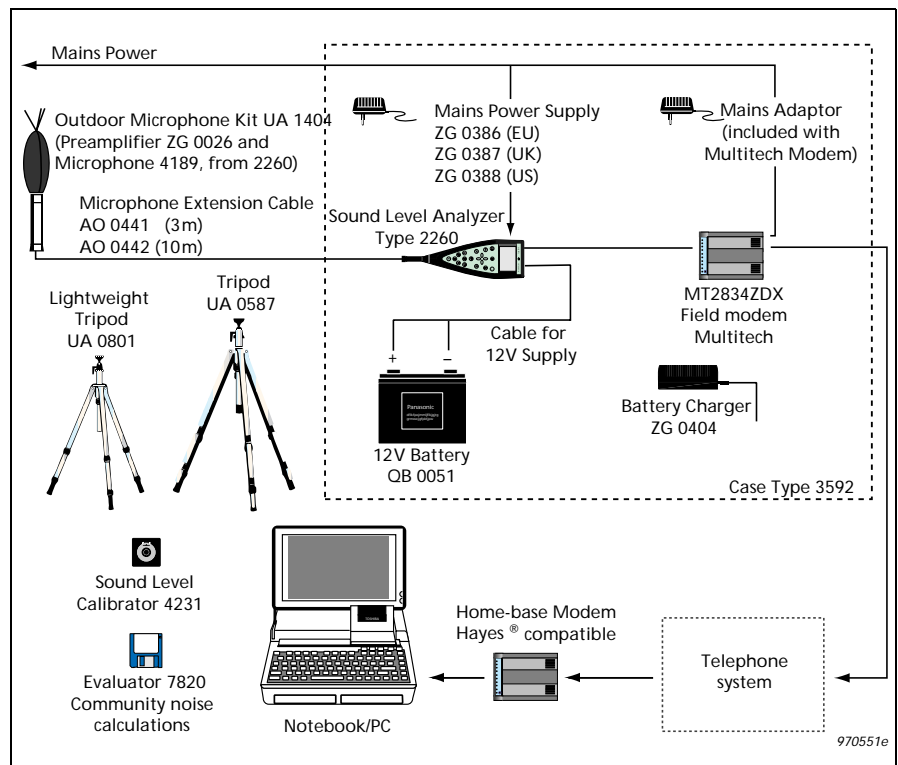 Mains Power
Outdoor Microphone Kit UA 1404
(Preamplifier ZG 0026 and
Microphone 4189, from 2260)
Microphone Extension Cable
AO 0441 (3m)
AO 0442 (10m)
Mains Power Supply
ZG 0386 (EU)
ZG 0387 (UK)
ZG 0388 (US)
Mains Adaptor
(included with
Multitech Modem)
Sound Level Analyzer
Type 2260
MT2834ZDX
Field modem
Multitech
Lightweight
Tripod
UA 0801
Tripod
UA 0587
Cable for
12V Supply
+ –
Panasonic
12V Battery
QB 0051
Battery Charger
ZG 0404
Case Type 3592
Sound Level
Calibrator 4231
Evaluator 7820
Community noise
calculations
TOSHIBA
Notebook/PC
Home-base Modem
Hayes ® compatible
Telephone
system
970551e